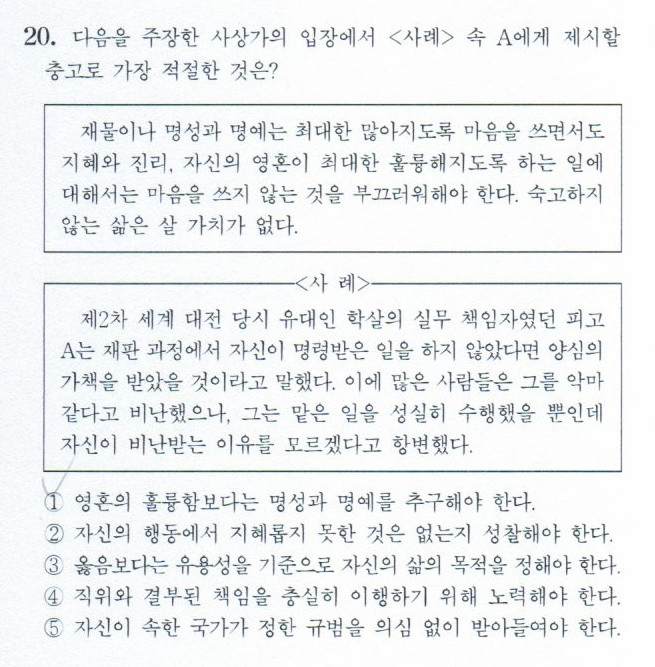 20. 다음을 주장한 사상가의 입장에서 <사례> 속 A에게 제시할
충고로 가장 적절한 것은?
재물이나 명성과 명예는 최대한 많아지도록 마음을 쓰면서도
지혜와 진리, 자신의 영혼이 최대한 훌륭해지도록 하는 일에
대해서는 마음을 쓰지 않는 것을 부끄러워해야 한다. 숙고하지
않는 삶은 살 가치가 없다.
<사 례>
제2차 세계 대전 당시 유대인 학살의 실무 책임자였던 피고
A는 재판 과정에서 자신이 명령받은 일을 하지 않았다면 양심의
가책을 받았을 것이라고 말했다. 이에 많은 사람들은 그를 악마
같다고 비난했으나, 그는 맡은 일을 성실히 수행했을 뿐인데
자신이 비난받는 이유를 모르겠다고 항변했다.
① 영혼의 훌륭함보다는 명성과 명예를 추구해야 한다.
② 자신의 행동에서 지혜롭지 못한 것은 없는지 성찰해야 한다.
③ 옳음보다는 유용성을 기준으로 자신의 삶의 목적을 정해야 한다.
④ 직위와 결부된 책임을 충실히 이행하기 위해 노력해야 한다.
⑤ 자신이 속한 국가가 정한 규범을 의심 없이 받아들여야 한다.